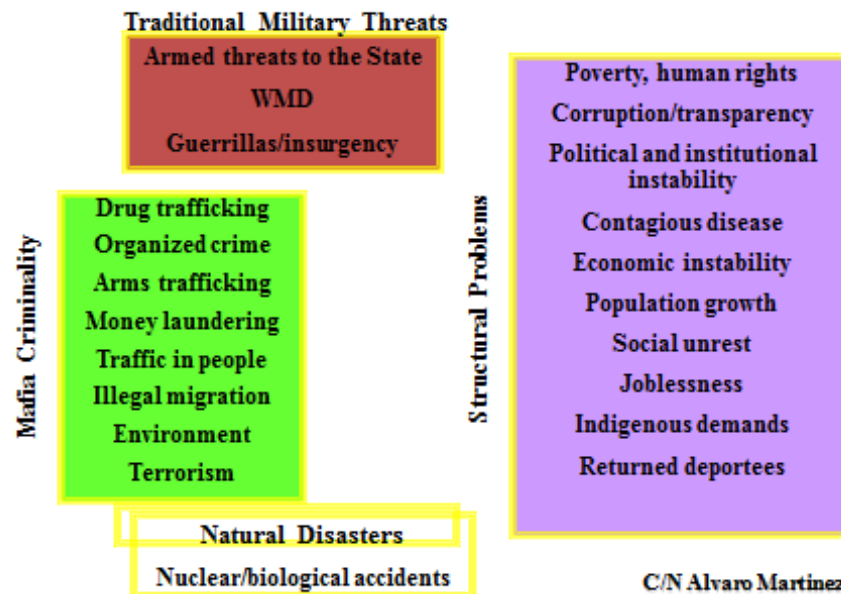 Traditional Military Threats
Armed threats to the State
WMD
Guerrillas/insurgency
Mafia Criminality
Drug trafficking
Organized crime
Arms trafficking
Money laundering
Traffic in people
Illegal migration
Environment
Terrorism
Natural Disasters
Nuclear/biological accidents
Structural Problems
Poverty, human rights
Corruption/transparency
Political and institutional
instability
Contagious disease
Economic instability
Population growth
Social unrest
Joblessness
Indigenous demands
Returned deportees
C/N Alvaro Martinez